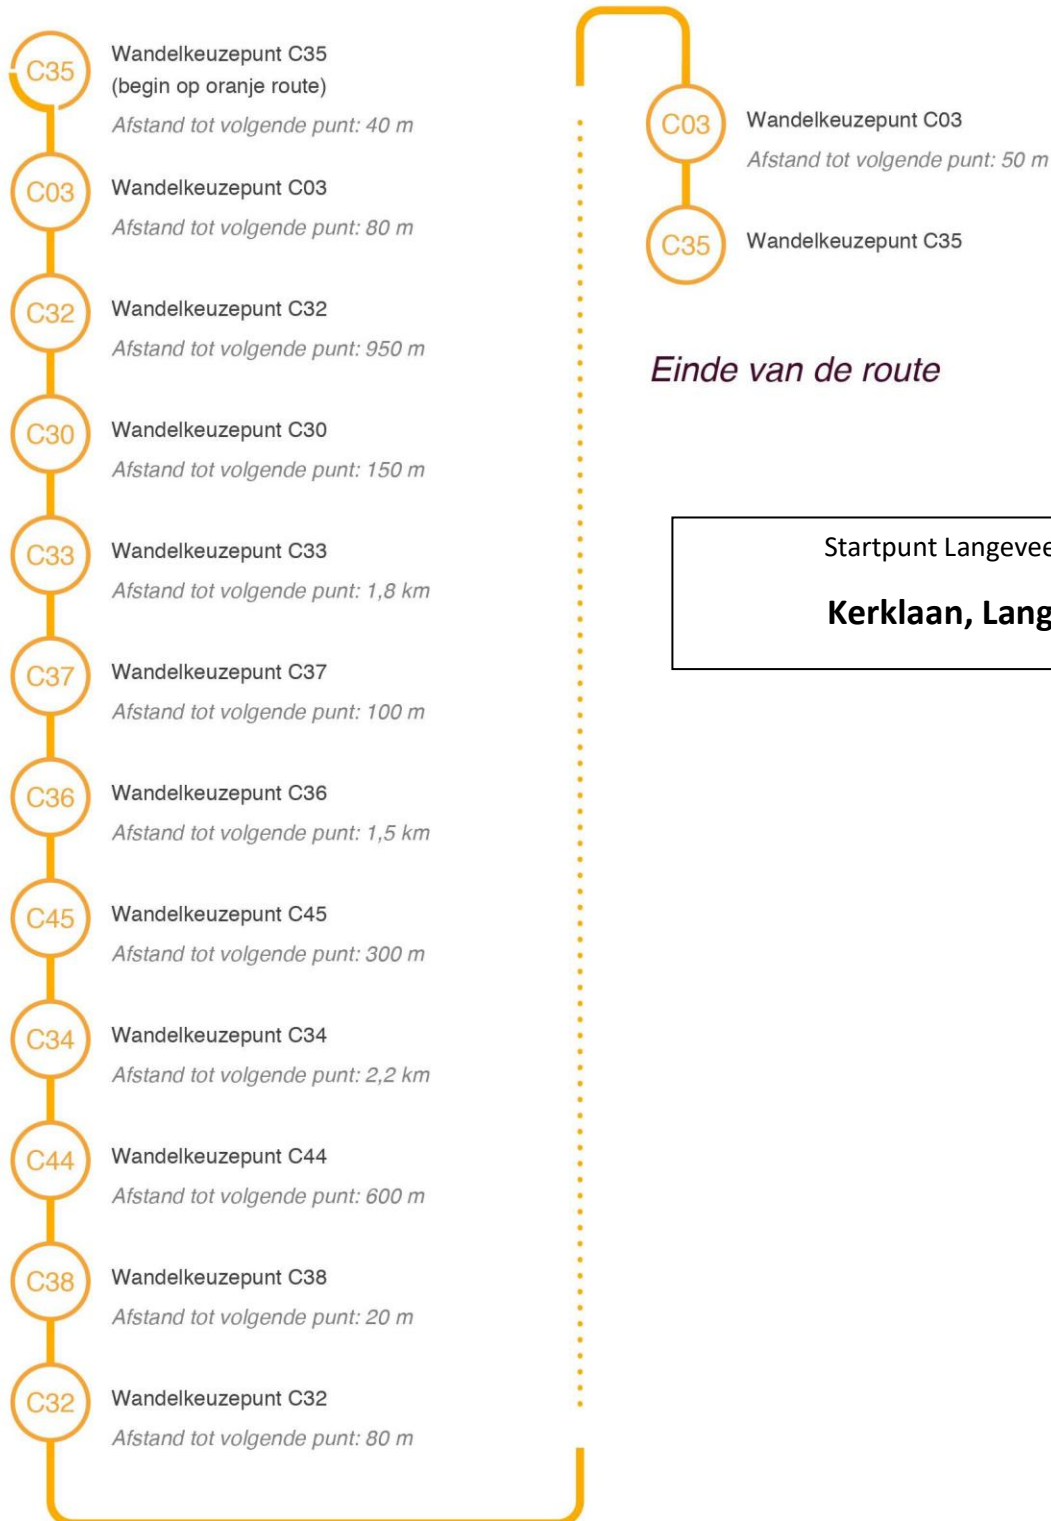 C35
Wandelkeuzepunt C35
(begin op oranje route)
Afstand tot volgende punt: 40 m
C03
Wandelkeuzepunt C03
Afstand tot volgende punt: 80 m
C32
Wandelkeuzepunt C32
Afstand tot volgende punt: 950 m
C30
Wandelkeuzepunt C30
Afstand tot volgende punt: 150 m
C33
Wandelkeuzepunt C33
Afstand tot volgende punt: 1,8 km
C37
Wandelkeuzepunt C37
Afstand tot volgende punt: 100 m
C36
Wandelkeuzepunt C36
Afstand tot volgende punt: 1,5 km
C45
Wandelkeuzepunt C45
Afstand tot volgende punt: 300 m
C34
Wandelkeuzepunt C34
Afstand tot volgende punt: 2,2 km
C44
Wandelkeuzepunt C44
Afstand tot volgende punt: 600 m
C38
Wandelkeuzepunt C38
Afstand tot volgende punt: 20 m
C32
Wandelkeuzepunt C32
Afstand tot volgende punt: 80 m
C03
Wandelkeuzepunt C03
Afstand tot volgende punt: 50 m
C35
Wandelkeuzepunt C35
Einde van de route
Startpunt
Kerklaan,